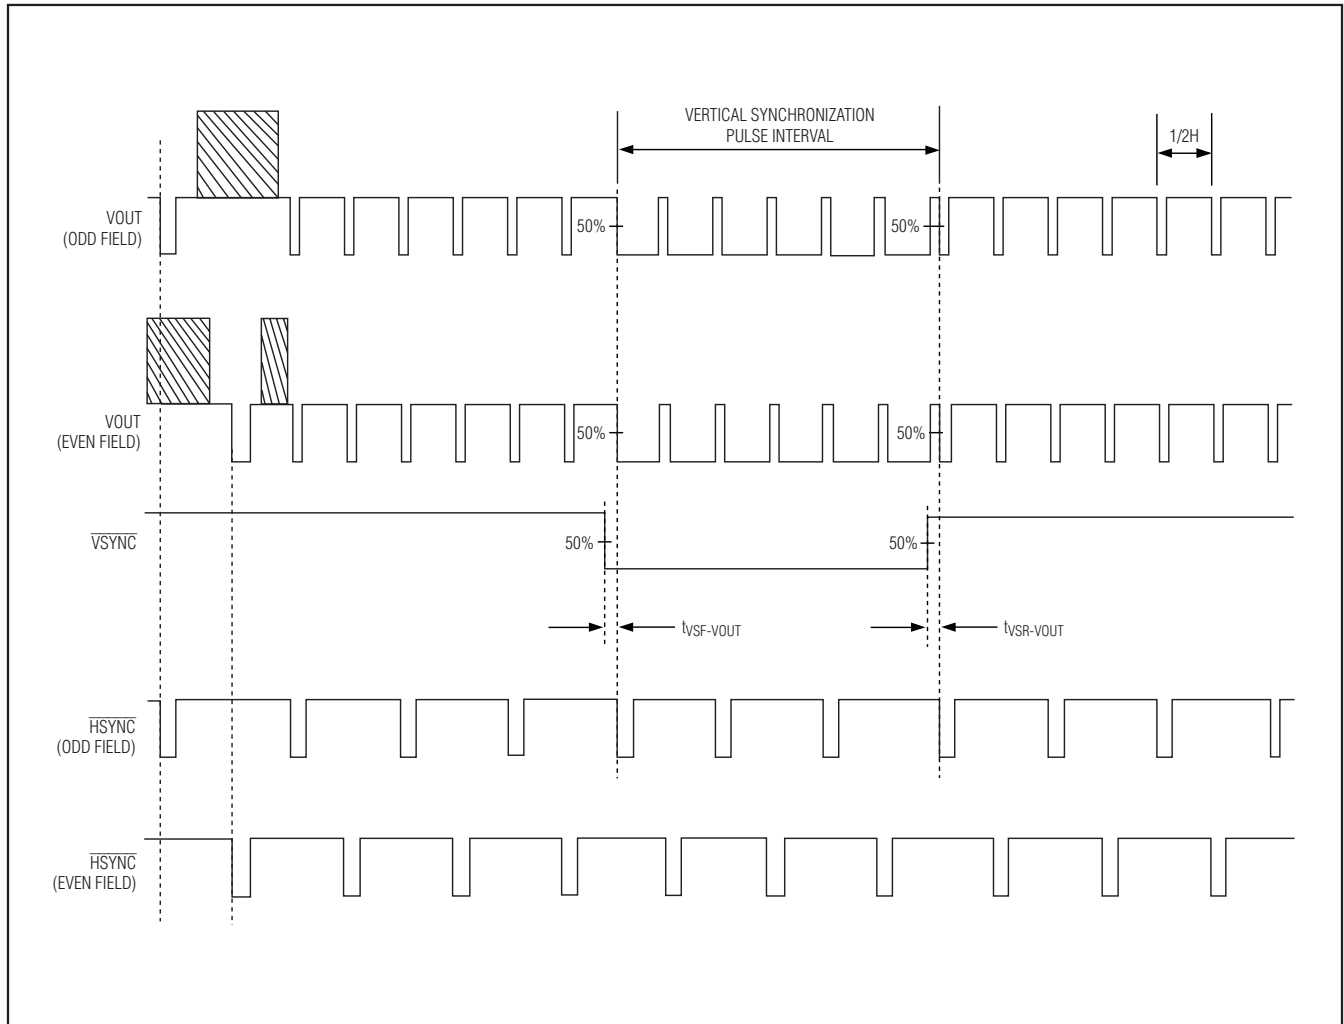 VERTICAL SYNCHRONIZATION
PULSE INTERVAL
1/2H
VOUT
(ODD FIELD)
50%
50%
VOUT
(EVEN FIELD)
50%
50%
VSYNC
50%
50%
tVSF-VOUT
tVSR-VOUT
HSYNC
(ODD FIELD)
HSYNC
(EVEN FIELD)